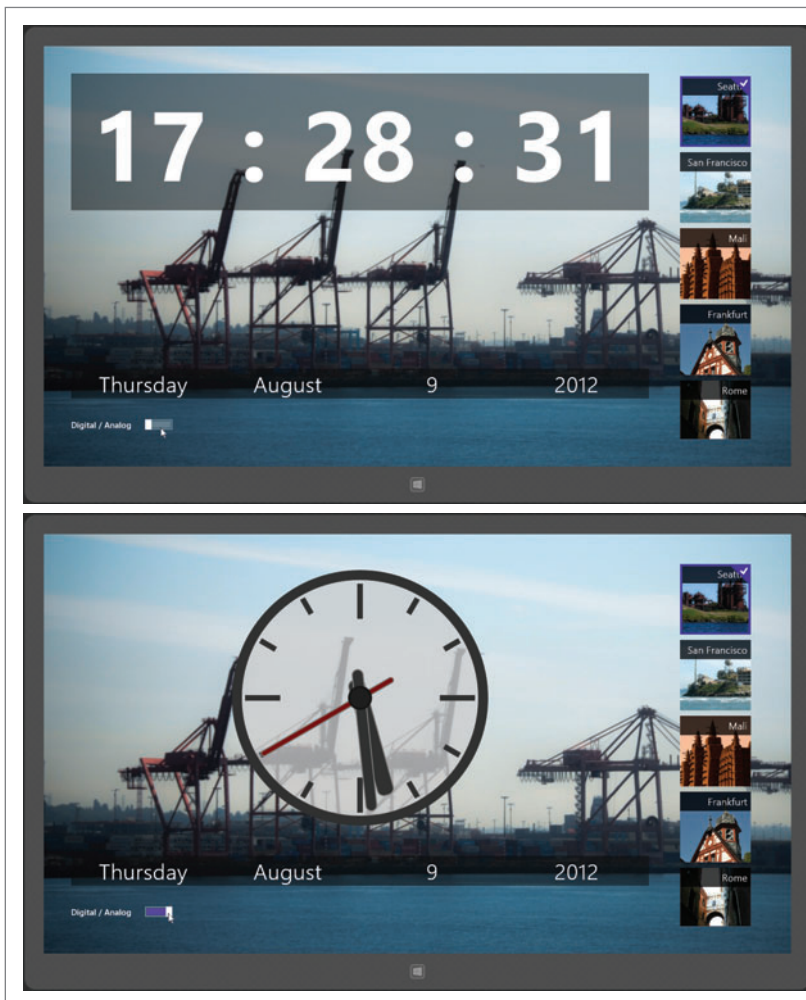 17 : 28 : 31
Seattle
San Francisco
Mali
Frankfurt
Rome
Thursday August 9 2012
Digital / Analog
Seattle
San Francisco
Mali
Frankfurt
Rome
Thursday August 9 2012
Digital / Analog